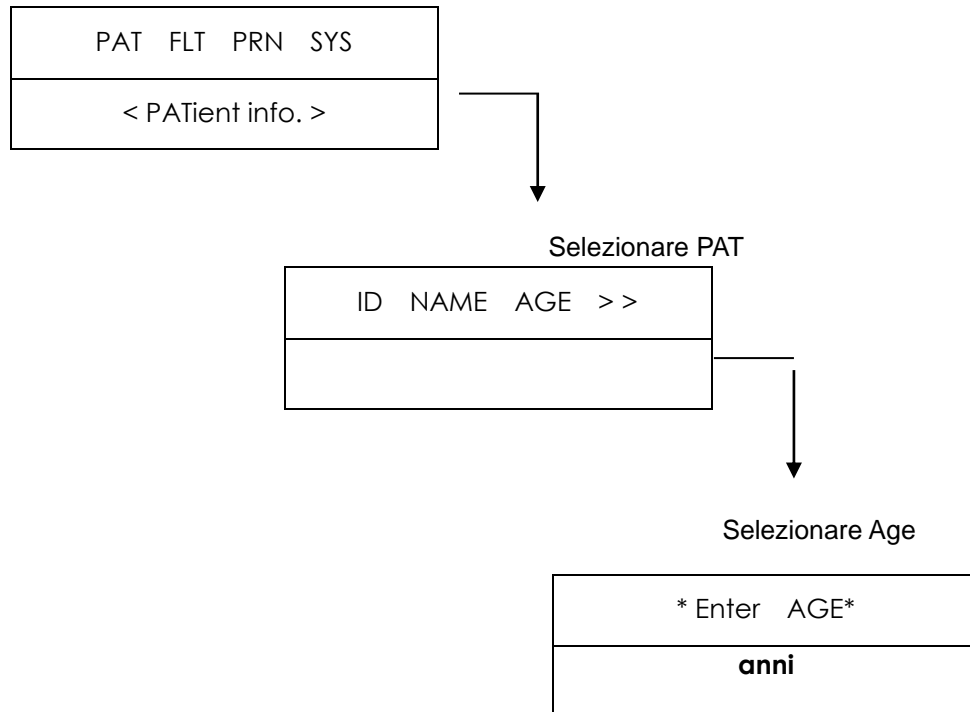 PAT FLT PRN SYS
< PATient info. >
Selezionare PAT
ID NAME AGE > >
Selezionare Age
* Enter AGE*
anni